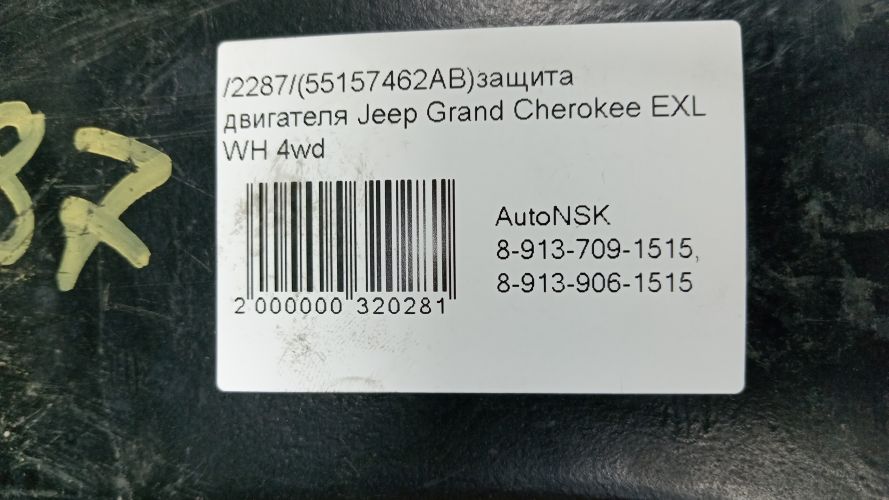 /2287/(55157462AB)защита
двигателя Jeep Grand Cherokee EXL
WH 4wd
AutoNSK
8-913-709-1515,
8-913-906-1515
2 000000 320281
87